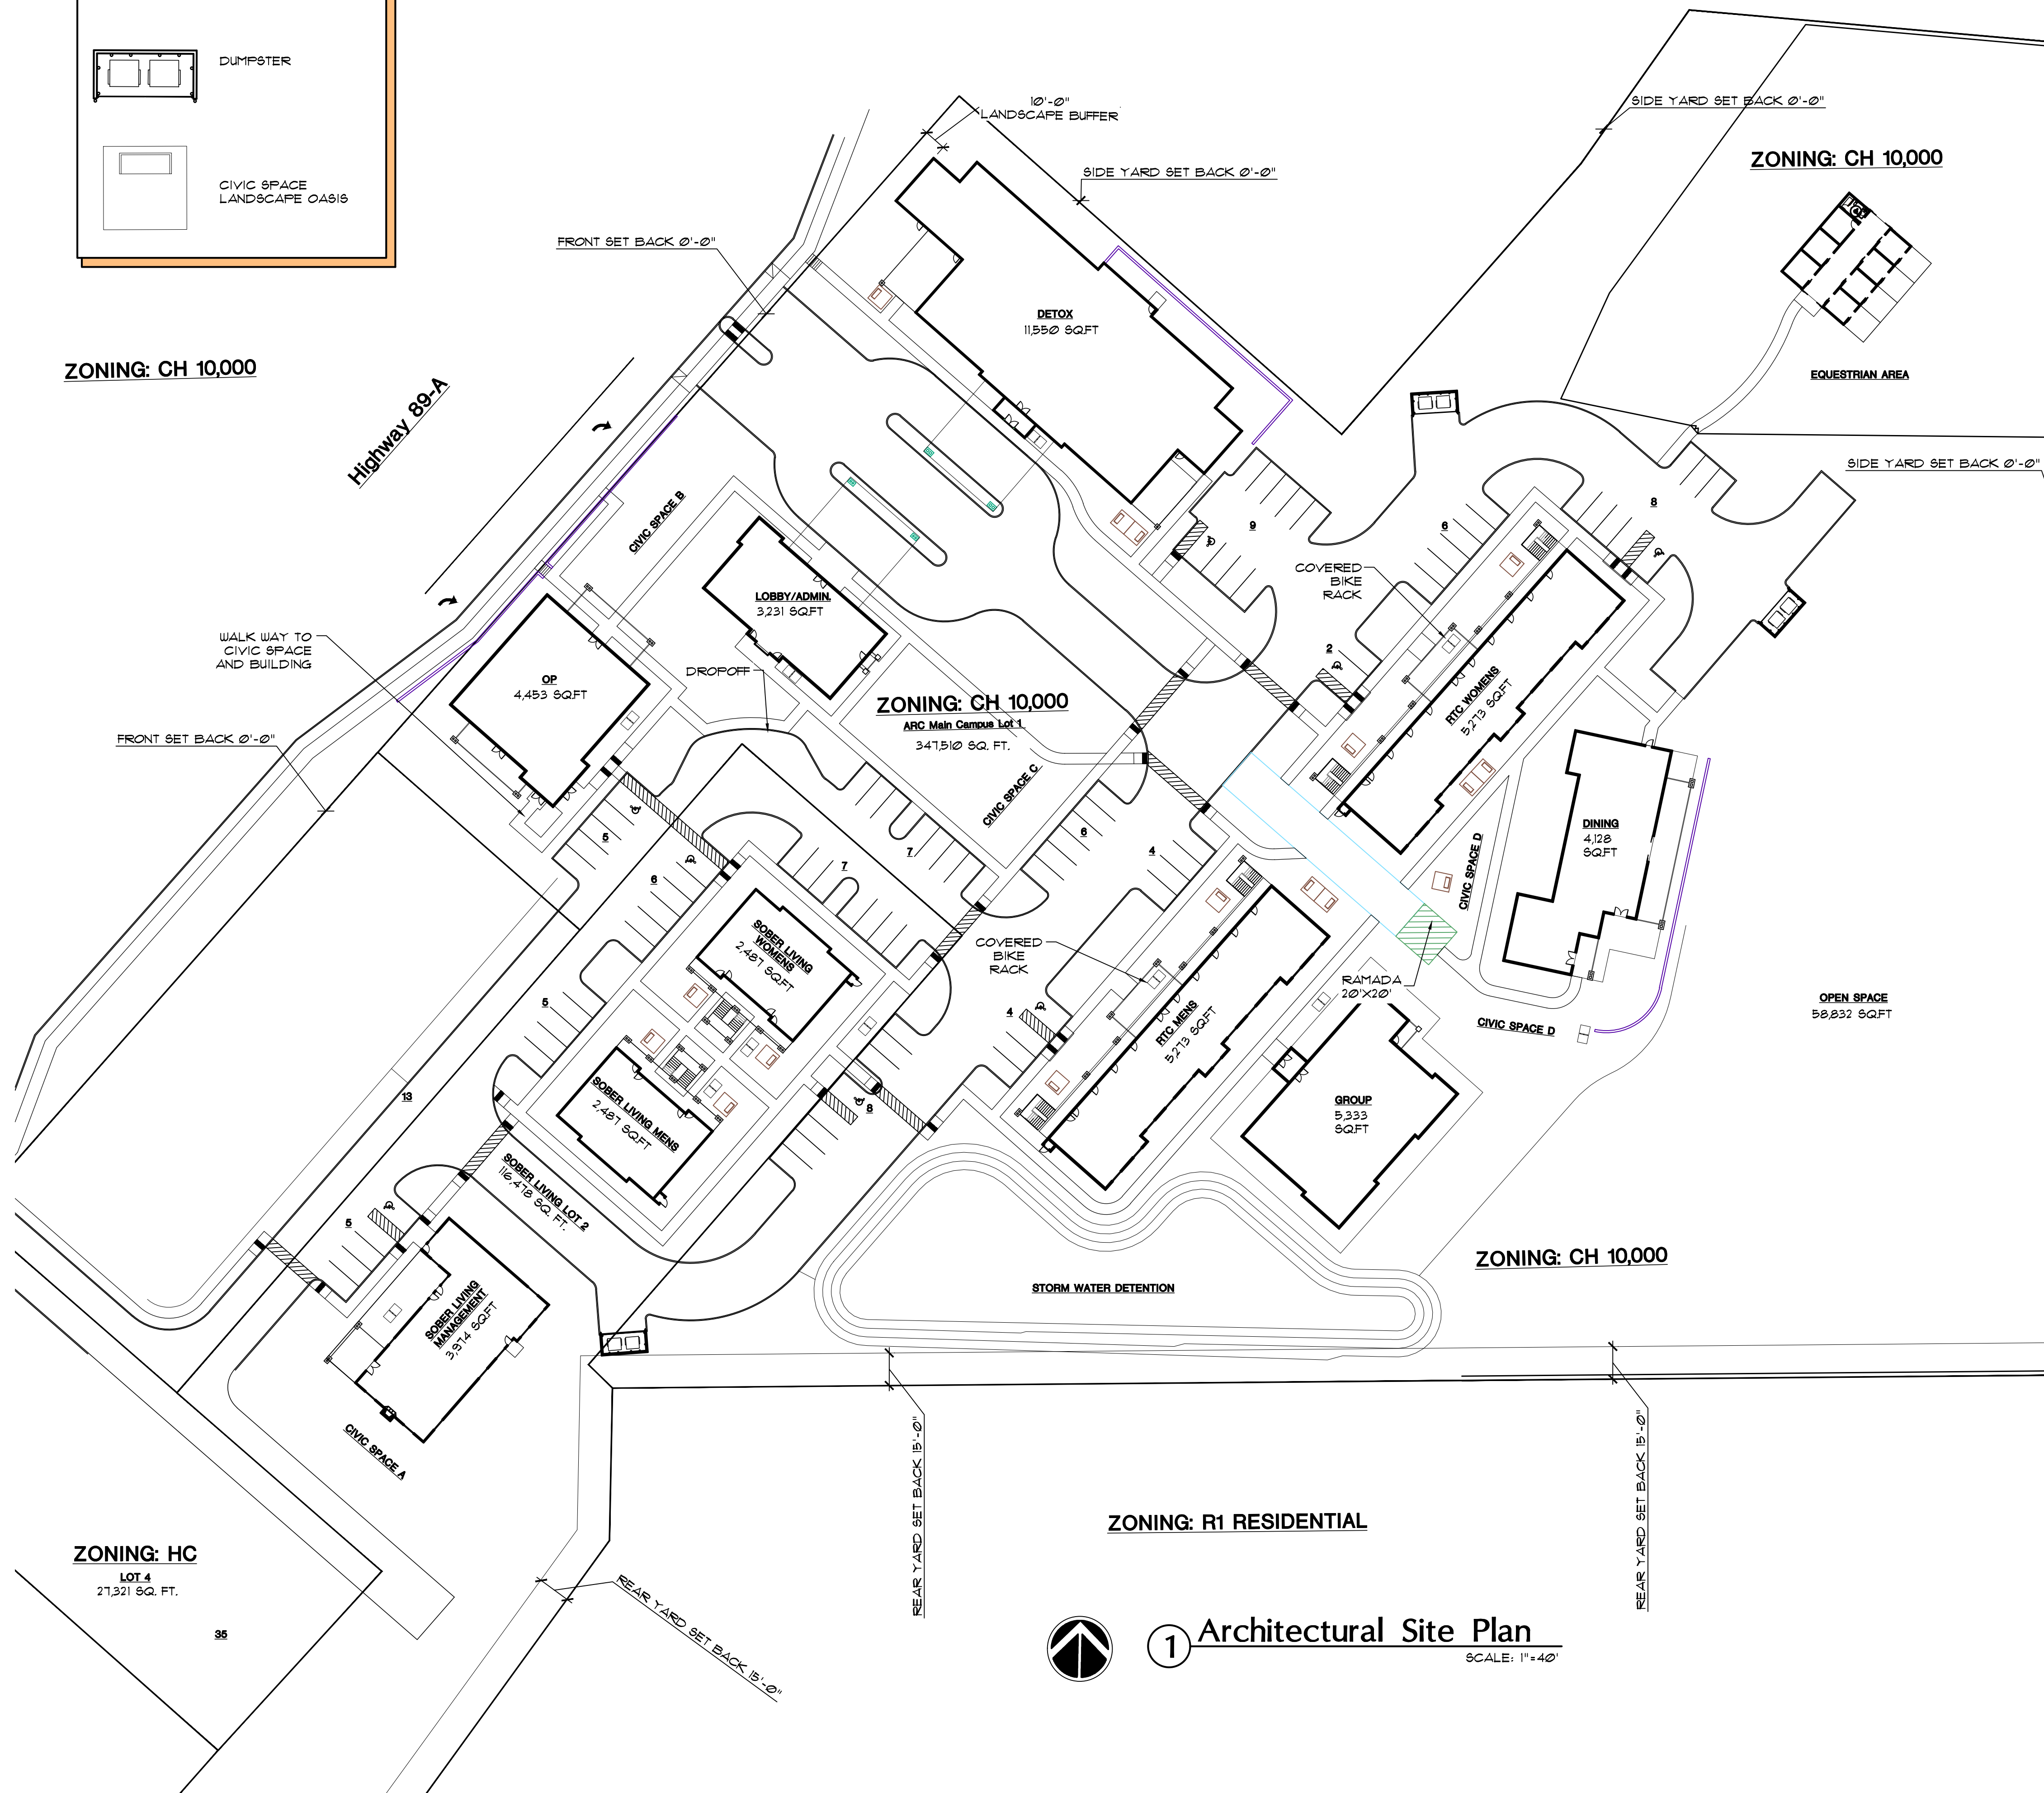 DUMPSTER
CIVIC SPACE
LANDSCAPE OASIS
10'-0"
LANDSCAPE BUFFER
SIDE YARD SET BACK 0'-0"
SIDE YARD SET BACK 0'-0"
ZONING: CH 10,000
FRONT SET BACK 0'-0"
DETOX
11,550 SQ.FT
ZONING: CH 10,000
Highway 89-A
EQUESTRIAN AREA
SIDE YARD SET BACK 0'-0"
CIVIC SPACE B
9
6
8
COVERED
BIKE
RACK
LOBBY/ADMIN.
3,231 SQ.FT
WALK WAY TO
CIVIC SPACE
AND BUILDING
DROPOFF
2
OP
4,453 SQ.FT
ZONING: CH 10,000
ARC Main Campus Lot 1
347,510 SQ. FT.
RTC WOMENS
5,273 SQ.FT
FRONT SET BACK 0'-0"
CIVIC SPACE C
5
7
7
6
4
6
DINING
4,128
SQ.FT
CIVIC SPACE D
SOBER LIVING
WOMENS
2,487 SQ.FT
COVERED
BIKE
RACK
RAMADA
20'X20'
5
4
RTC MENS
5,273 SQ.FT
CIVIC SPACE D
OPEN SPACE
58,832 SQ.FT
13
SOBER LIVING MENS
2,487 SQ.FT
8
GROUP
5,333
SQ.FT
SOBER LIVING LOT 2
116,478 SQ. FT.
5
ZONING: CH 10,000
STORM WATER DETENTION
SOBER LIVING
MANAGEMENT
3,974 SQ.FT
CIVIC SPACE A
REAR YARD SET BACK 15'-0"
REAR YARD SET BACK 15'-0"
ZONING: R1 RESIDENTIAL
ZONING: HC
LOT 4
27,321 SQ. FT.
35
REAR YARD SET BACK 15'-0"
1
Architectural Site Plan
SCALE: 1"=40'